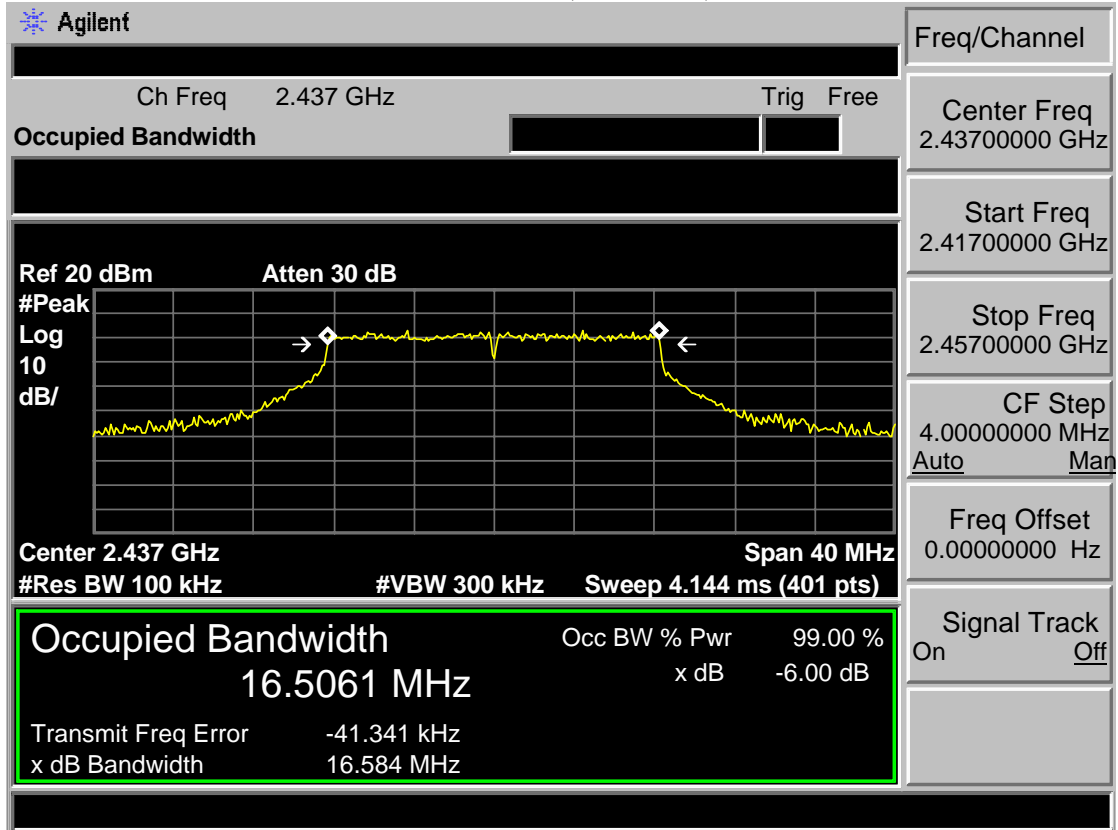 Agilent
Freq/Channel
Ch Freq 2.437 GHz Trig Free
Occupied Bandwidth
Center Freq
2.43700000 GHz
Start Freq
2.41700000 GHz
Ref 20 dBm Atten 30 dB
#Peak
Log
10
dB/
Stop Freq
2.45700000 GHz
CF Step
4.00000000 MHz
Auto Man
Freq Offset
0.00000000 Hz
Center 2.437 GHz Span 40 MHz
#Res BW 100 kHz #VBW 300 kHz Sweep 4.144 ms (401 pts)
Signal Track
On Off
Occupied Bandwidth Occ BW % Pwr 99.00 %
16.5061 MHz x dB -6.00 dB
Transmit Freq Error -41.341 kHz
x dB Bandwidth 16.584 MHz